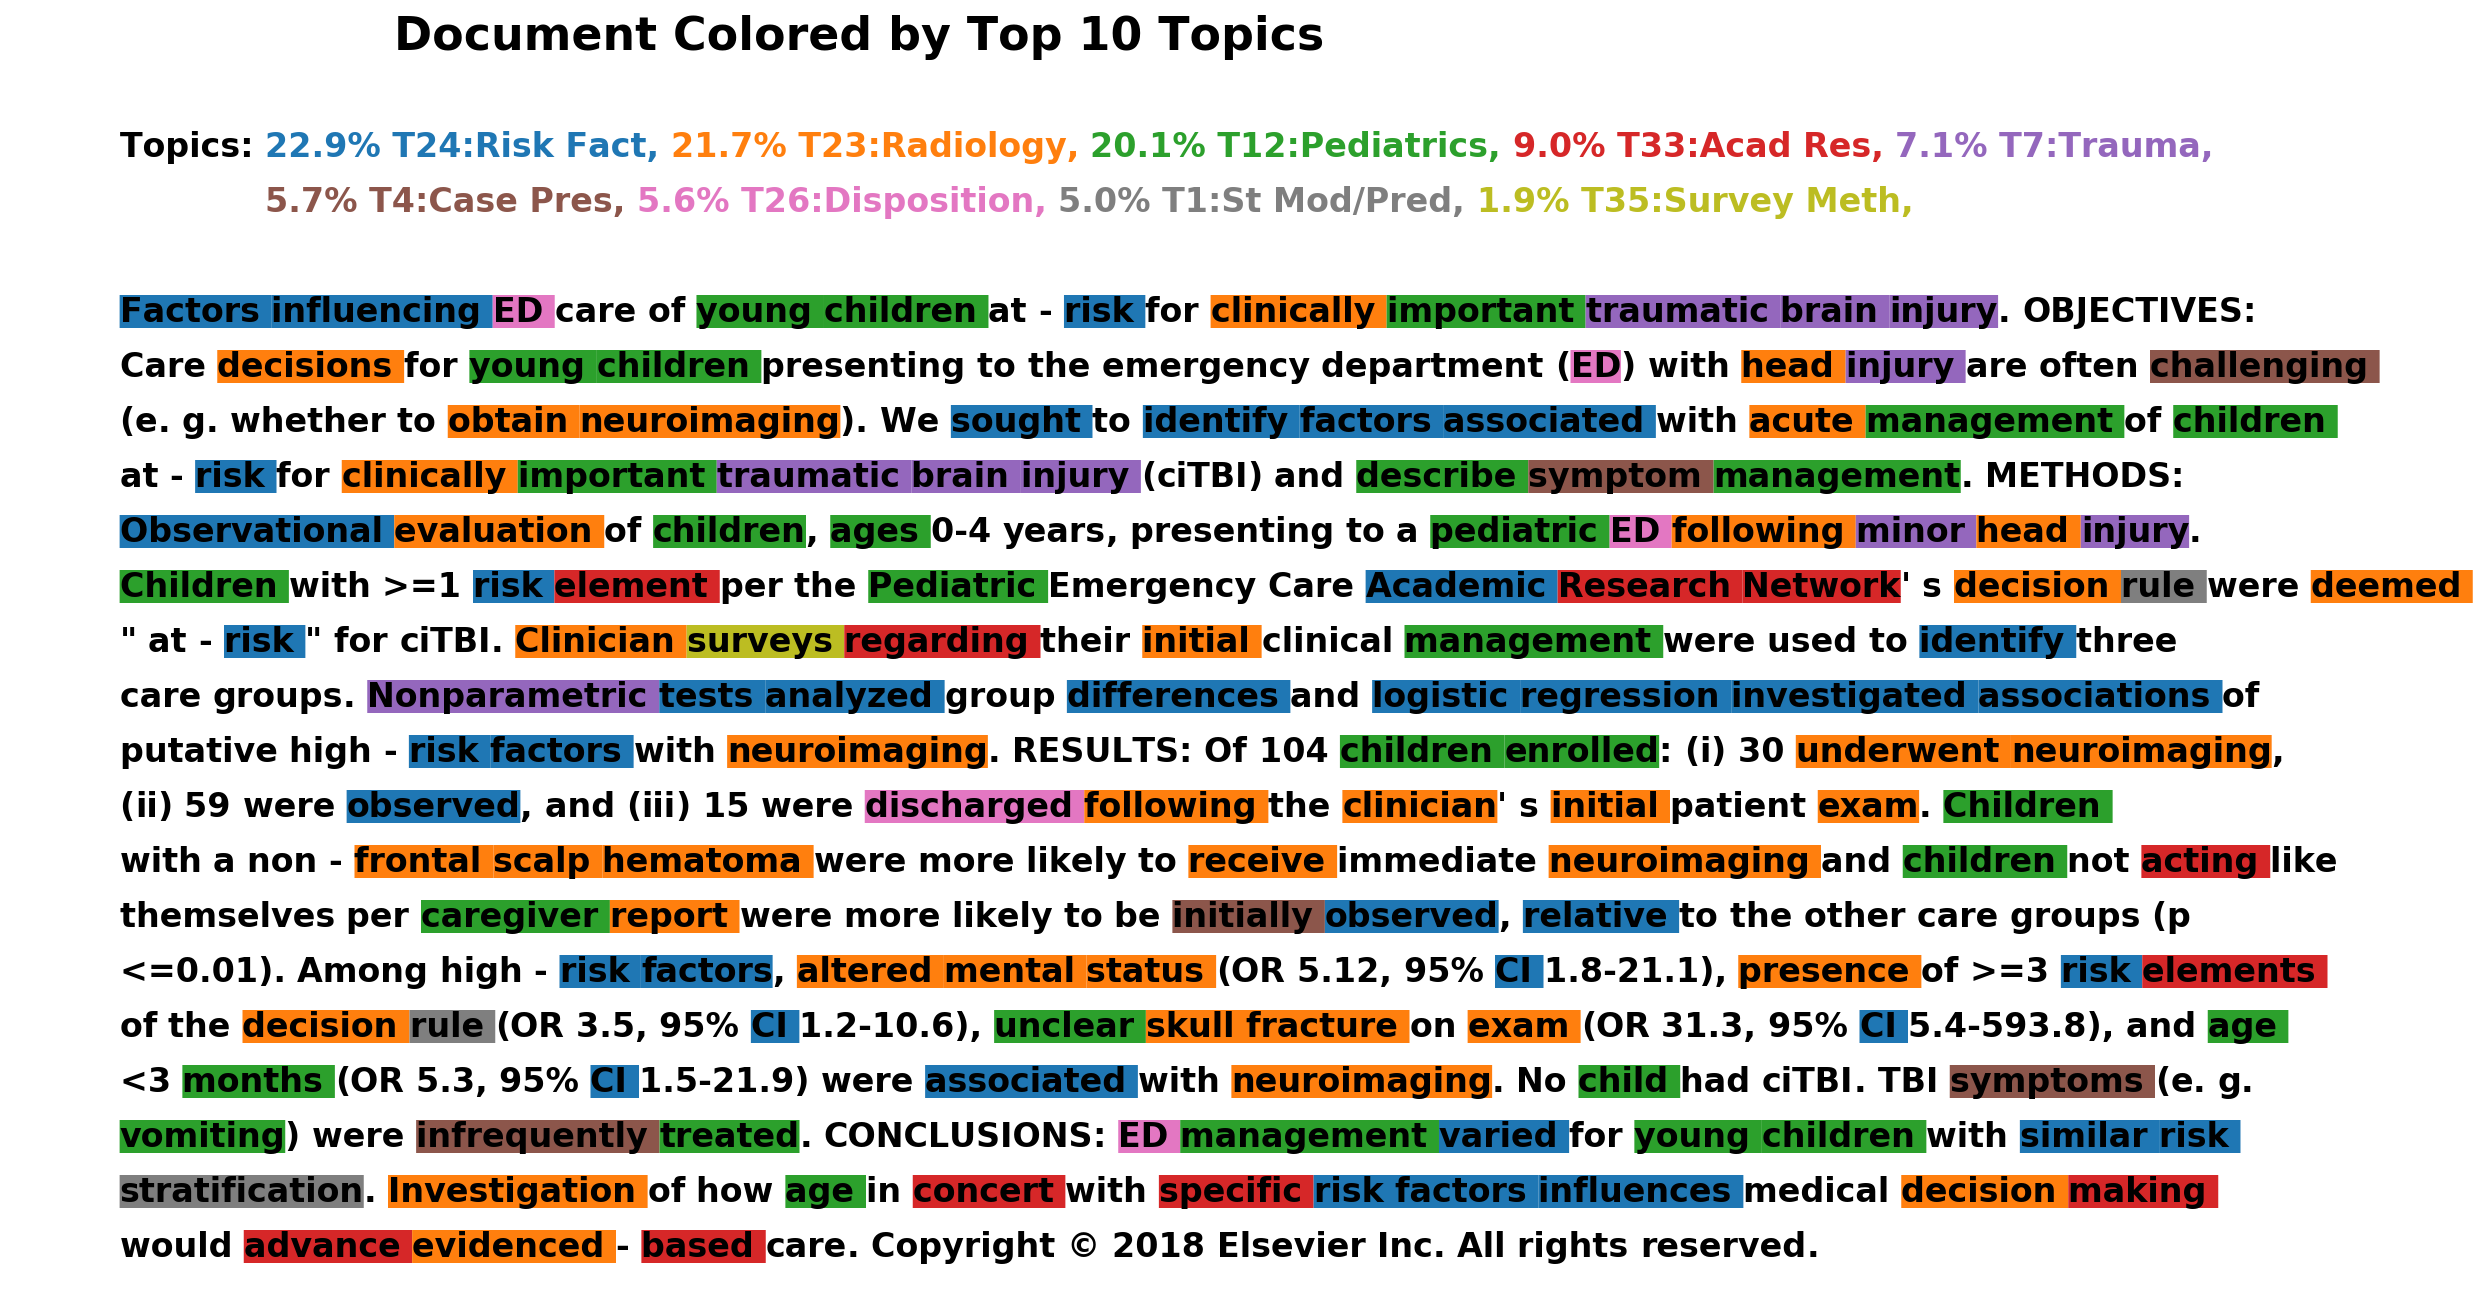 Document Colored by Top 10 Topics
Topics: 22.9% T24:Risk Fact, 21.7% T23:Radiology, 20.1% T12:Pediatrics, 9.0% T33:Acad Res, 7.1% T7:Trauma,
5.7% T4:Case Pres, 5.6% T26:Disposition, 5.0% T1:St Mod/Pred, 1.9% T35:Survey Meth,
Factors influencing ED care of young children at - risk for clinically important traumatic brain injury. OBJECTIVES:
Care decisions for young children presenting to the emergency department (ED) with head injury are often challenging
(e. g. whether to obtain neuroimaging). We sought to identify factors associated with acute management of children
at - risk for clinically important traumatic brain injury (ciTBI) and describe symptom management. METHODS:
Observational evaluation of children, ages 0-4 years, presenting to a pediatric ED following minor head injury.
Children with >=1 risk element per the Pediatric Emergency Care Academic Research Network' s decision rule were deemed
" at - risk " for ciTBI. Clinician surveys regarding their initial clinical management were used to identify three
care groups. Nonparametric tests analyzed group differences and logistic regression investigated associations of
putative high - risk factors with neuroimaging. RESULTS: Of 104 children enrolled: (i) 30 underwent neuroimaging,
(ii) 59 were observed, and (iii) 15 were discharged following the clinician' s initial patient exam. Children
with a non - frontal scalp hematoma were more likely to receive immediate neuroimaging and children not acting like
themselves per caregiver report were more likely to be initially observed, relative to the other care groups (p
<=0.01). Among high - risk factors, altered mental status (OR 5.12, 95% CI 1.8-21.1), presence of >=3 risk elements
of the decision rule (OR 3.5, 95% CI 1.2-10.6), unclear skull fracture on exam (OR 31.3, 95% CI 5.4-593.8), and age
<3 months (OR 5.3, 95% CI 1.5-21.9) were associated with neuroimaging. No child had ciTBI. TBI symptoms (e. g.
vomiting) were infrequently treated. CONCLUSIONS: ED management varied for young children with similar risk
stratification. Investigation of how age in concert with specific risk factors influences medical decision making
would advance evidenced - based care. Copyright © 2018 Elsevier Inc. All rights reserved.